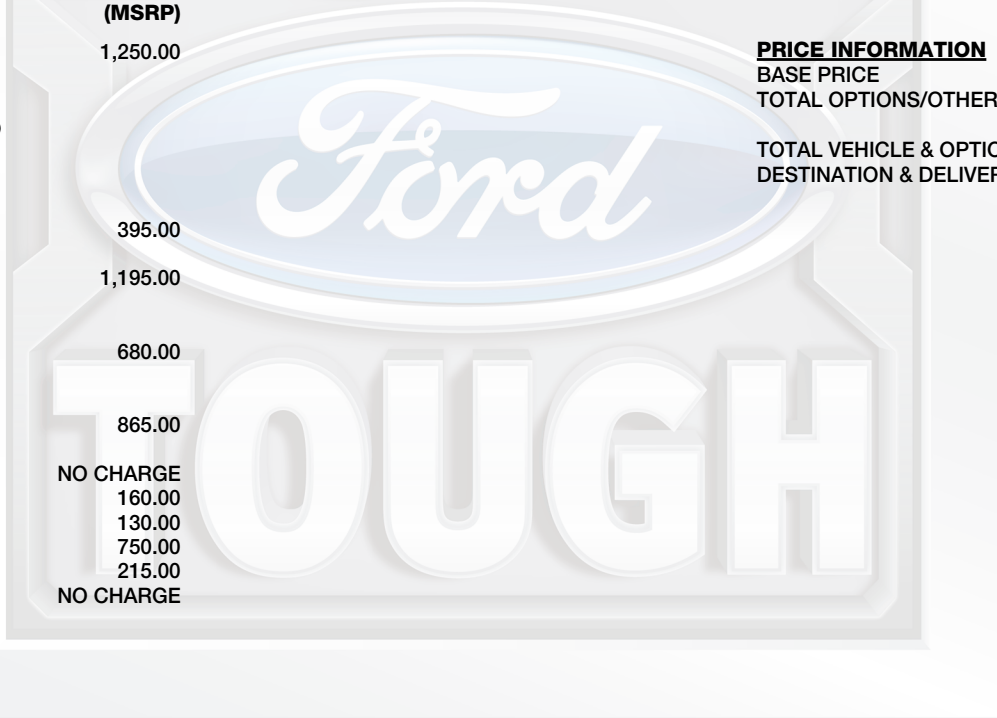 (MSRP)
1,250.00
395.00
1,195.00
680.00
865.00
NO CHARGE
160.00
130.00
750.00
215.00
NO CHARGE
PRICE INFORMATION
BASE PRICE
TOTAL OPTIONS/OTHER
TOTAL VEHICLE & OPTIO
DESTINATION & DELIVER
Ford
TOUGH